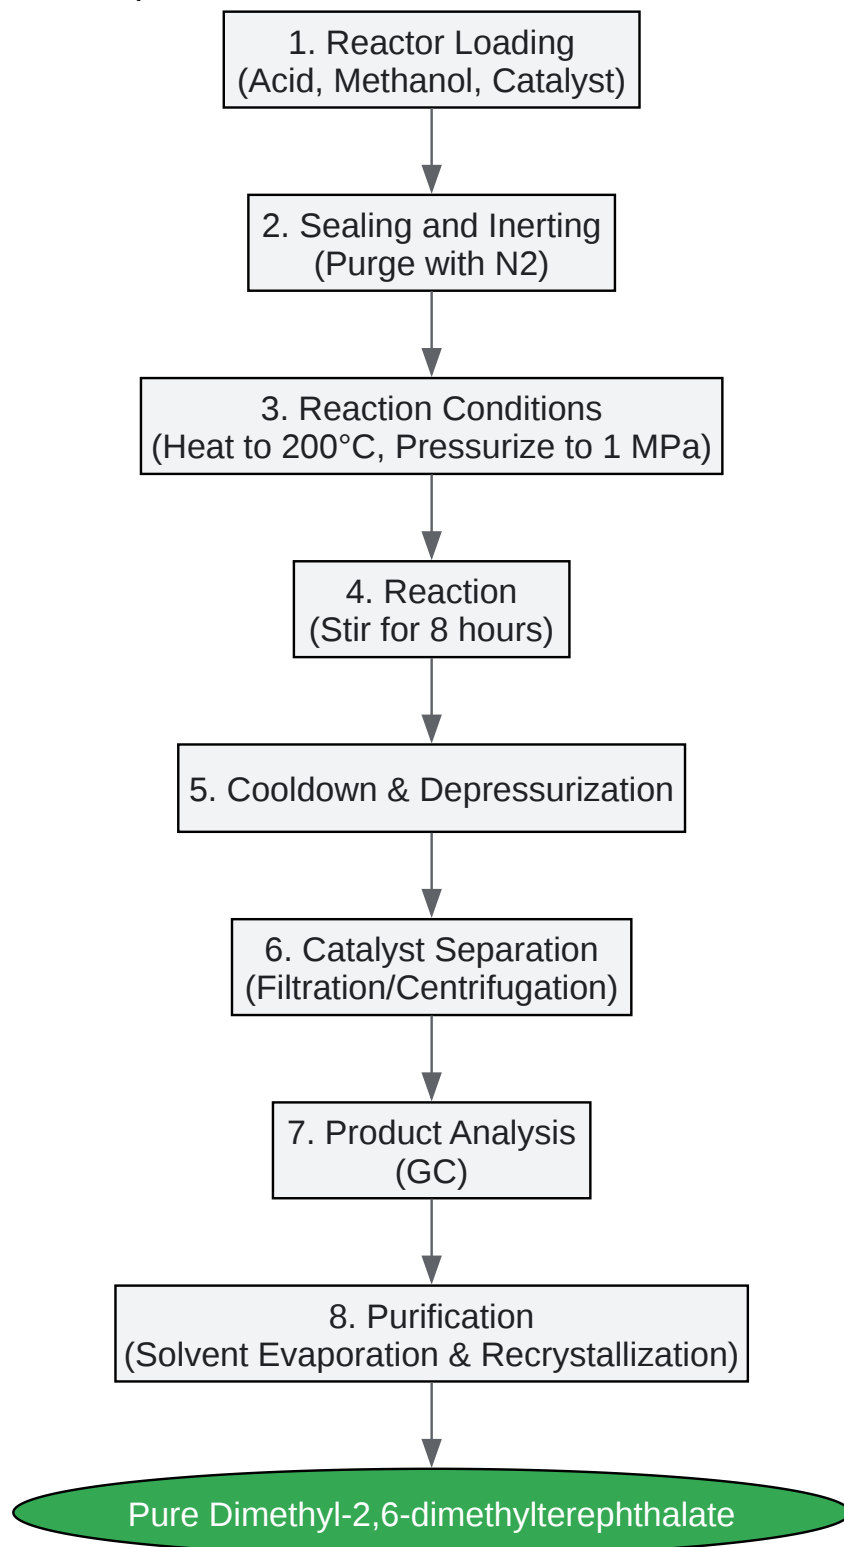 1. Reactor Loading
(Acid, Methanol, Catalyst)
2. Sealing and Inerting
(Purge with N2)
3. Reaction Conditions
(Heat to 200°C, Pressurize to 1 MPa)
4. Reaction
(Stir for 8 hours)
5. Cooldown & Depressurization
6. Catalyst Separation
(Filtration/Centrifugation)
7. Product Analysis
(GC)
8. Purification
(Solvent Evaporation & Recrystallization)
Pure Dimethyl-2,6-dimethylterephthalate